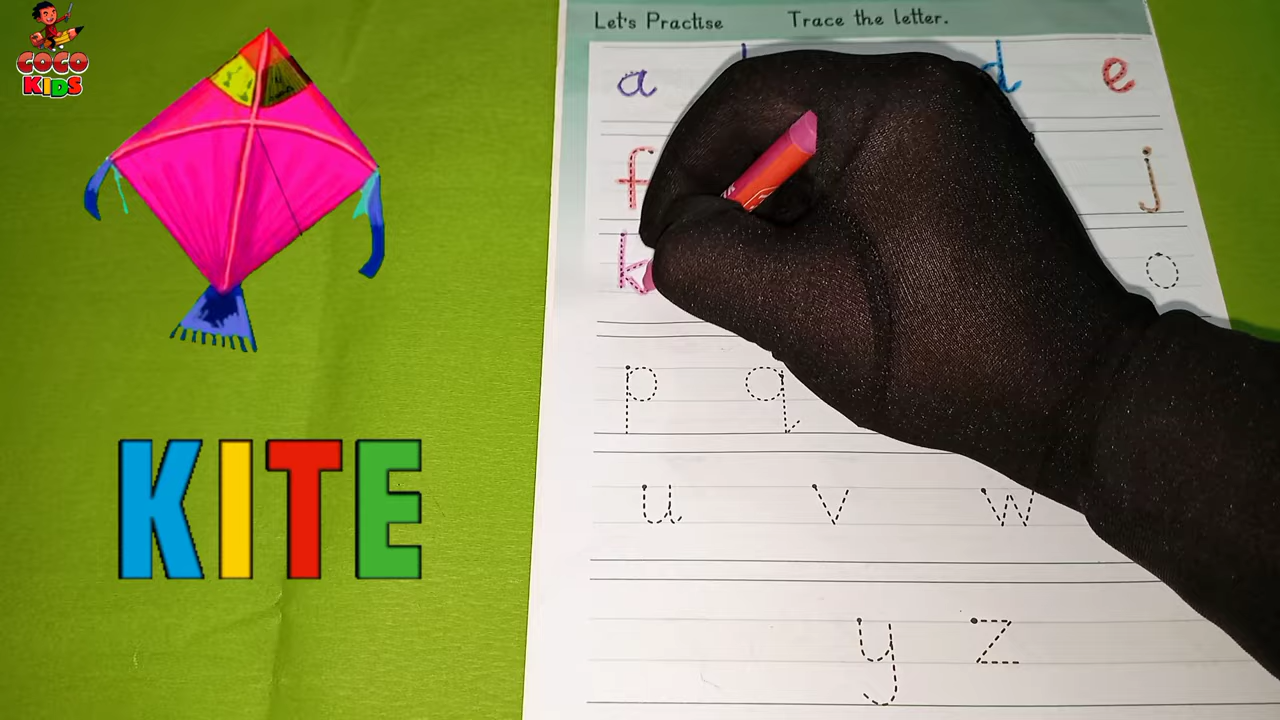 COCO
KIDS
Let's Practise Trace the letter.
a d e
f j
k o
p q
u v w
y z
KITE